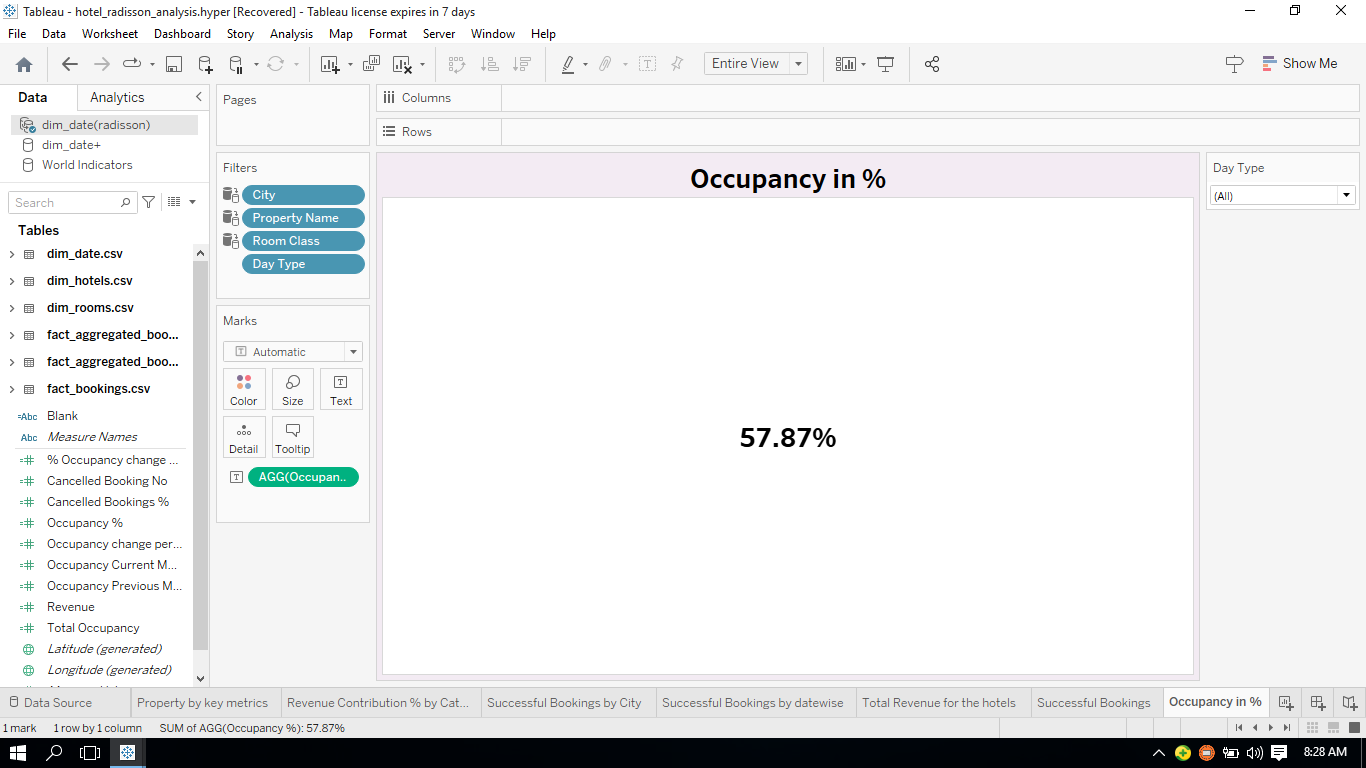 Tableau - hotel_radisson_analysis.hyper [Recovered] - Tableau license expires in 7 days
File Data Worksheet Dashboard Story Analysis Map Format Server Window Help
Entire View
Show Me
Data Analytics
dim_date(radisson)
dim_date+
World Indicators
Search
Tables
dim_date.csv
dim_hotels.csv
dim_rooms.csv
fact_aggregated_boo...
fact_aggregated_boo...
fact_bookings.csv
Abc Blank
Abc Measure Names
% Occupancy change ...
Cancelled Booking No
Cancelled Bookings %
Occupancy %
Occupancy change per...
Occupancy Current M...
Occupancy Previous M...
Revenue
Total Occupancy
Latitude (generated)
Longitude (generated)
Pages
Filters
City
Property Name
Room Class
Day Type
Marks
Automatic
Color Size Text
Detail Tooltip
AGG(Occupan..
Columns
Rows
Occupancy in %
57.87%
Day Type
(All)
Data Source Property by key metrics Revenue Contribution % by Cat... Successful Bookings by City Successful Bookings by datewise Total Revenue for the hotels Successful Bookings Occupancy in %
1 mark 1 row by 1 column SUM of AGG(Occupancy %): 57.87%
8:28 AM